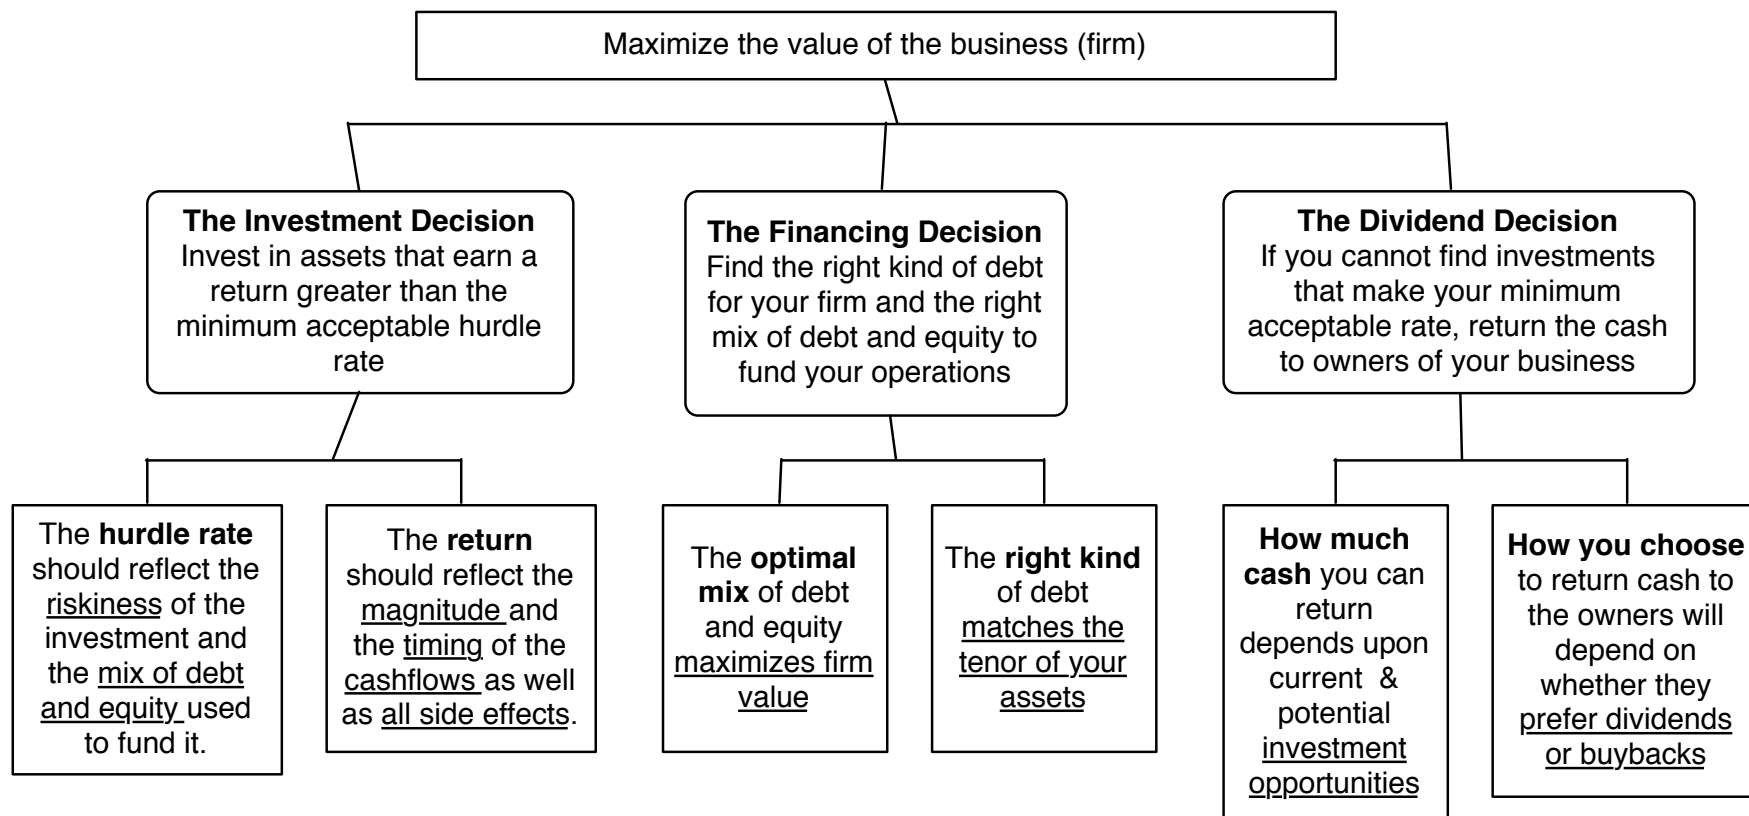 Maximize the value of the business (firm)
The Investment Decision
Invest in assets that earn a
return greater than the
minimum acceptable hurdle
rate
The Financing Decision
Find the right kind of debt
for your firm and the right
mix of debt and equity to
fund your operations
The Dividend Decision
If you cannot find investments
that make your minimum
acceptable rate, return the cash
to owners of your business
The hurdle rate
should reflect the
riskiness of the
investment and
the mix of debt
and equity used
to fund it.
The return
should reflect the
magnitude and
the timing of the
cashflows as well
as all side effects.
The optimal
mix of debt
and equity
maximizes firm
value
The right kind
of debt
matches the
tenor of your
assets
How much
cash you can
return
depends upon
current &
potential
investment
opportunities
How you choose
to return cash to
the owners will
depend on
whether they
prefer dividends
or buybacks